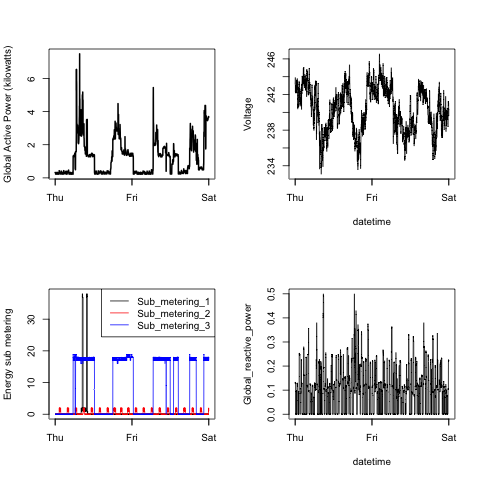 Global Active Power (kilowatts)
0 2 4 6
Thu Fri Sat
Voltage
234 238 242 246
Thu Fri Sat
datetime
Energy sub metering
0 10 20 30
Sub_metering_1
Sub_metering_2
Sub_metering_3
Thu Fri Sat
Global_reactive_power
0.0 0.1 0.2 0.3 0.4 0.5
Thu Fri Sat
datetime